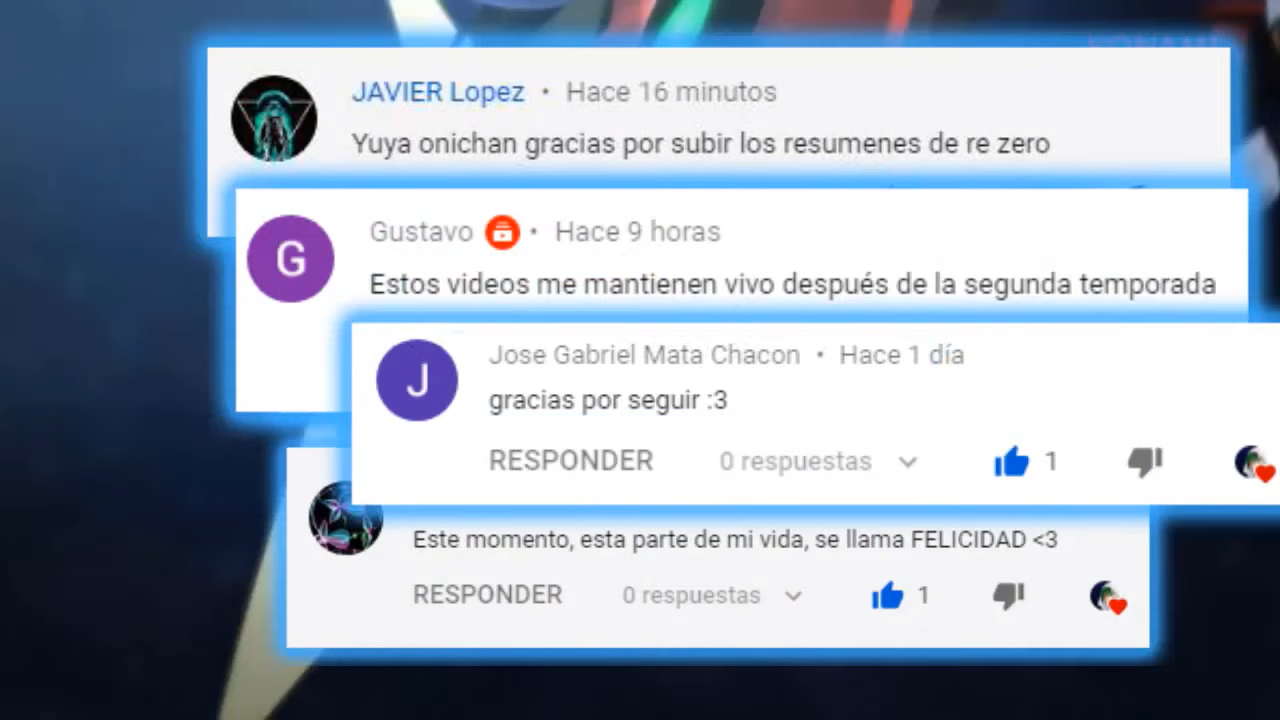 JAVIER Lopez • Hace 16 minutos
Yuya onichan gracias por subir los resumenes de re zero
G
Gustavo • Hace 9 horas
Estos videos me mantienen vivo después de la segunda temporada
J
Jose Gabriel Mata Chacon • Hace 1 día
gracias por seguir :3
RESPONDER 0 respuestas 1
Este momento, esta parte de mi vida, se llama FELICIDAD <3
RESPONDER 0 respuestas 1